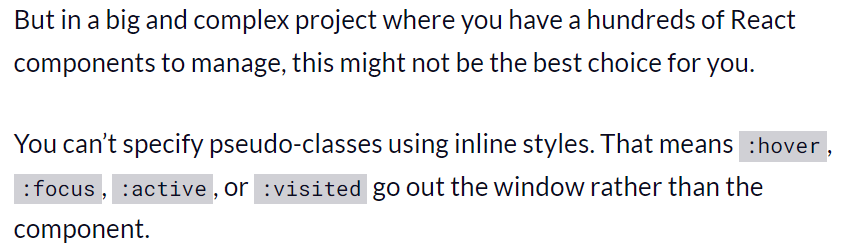 But in a big and complex project where you have a hundreds of React
components to manage, this might not be the best choice for you.
You can’t specify pseudo-classes using inline styles. That means :hover,
:focus, :active, or :visited go out the window rather than the
component.